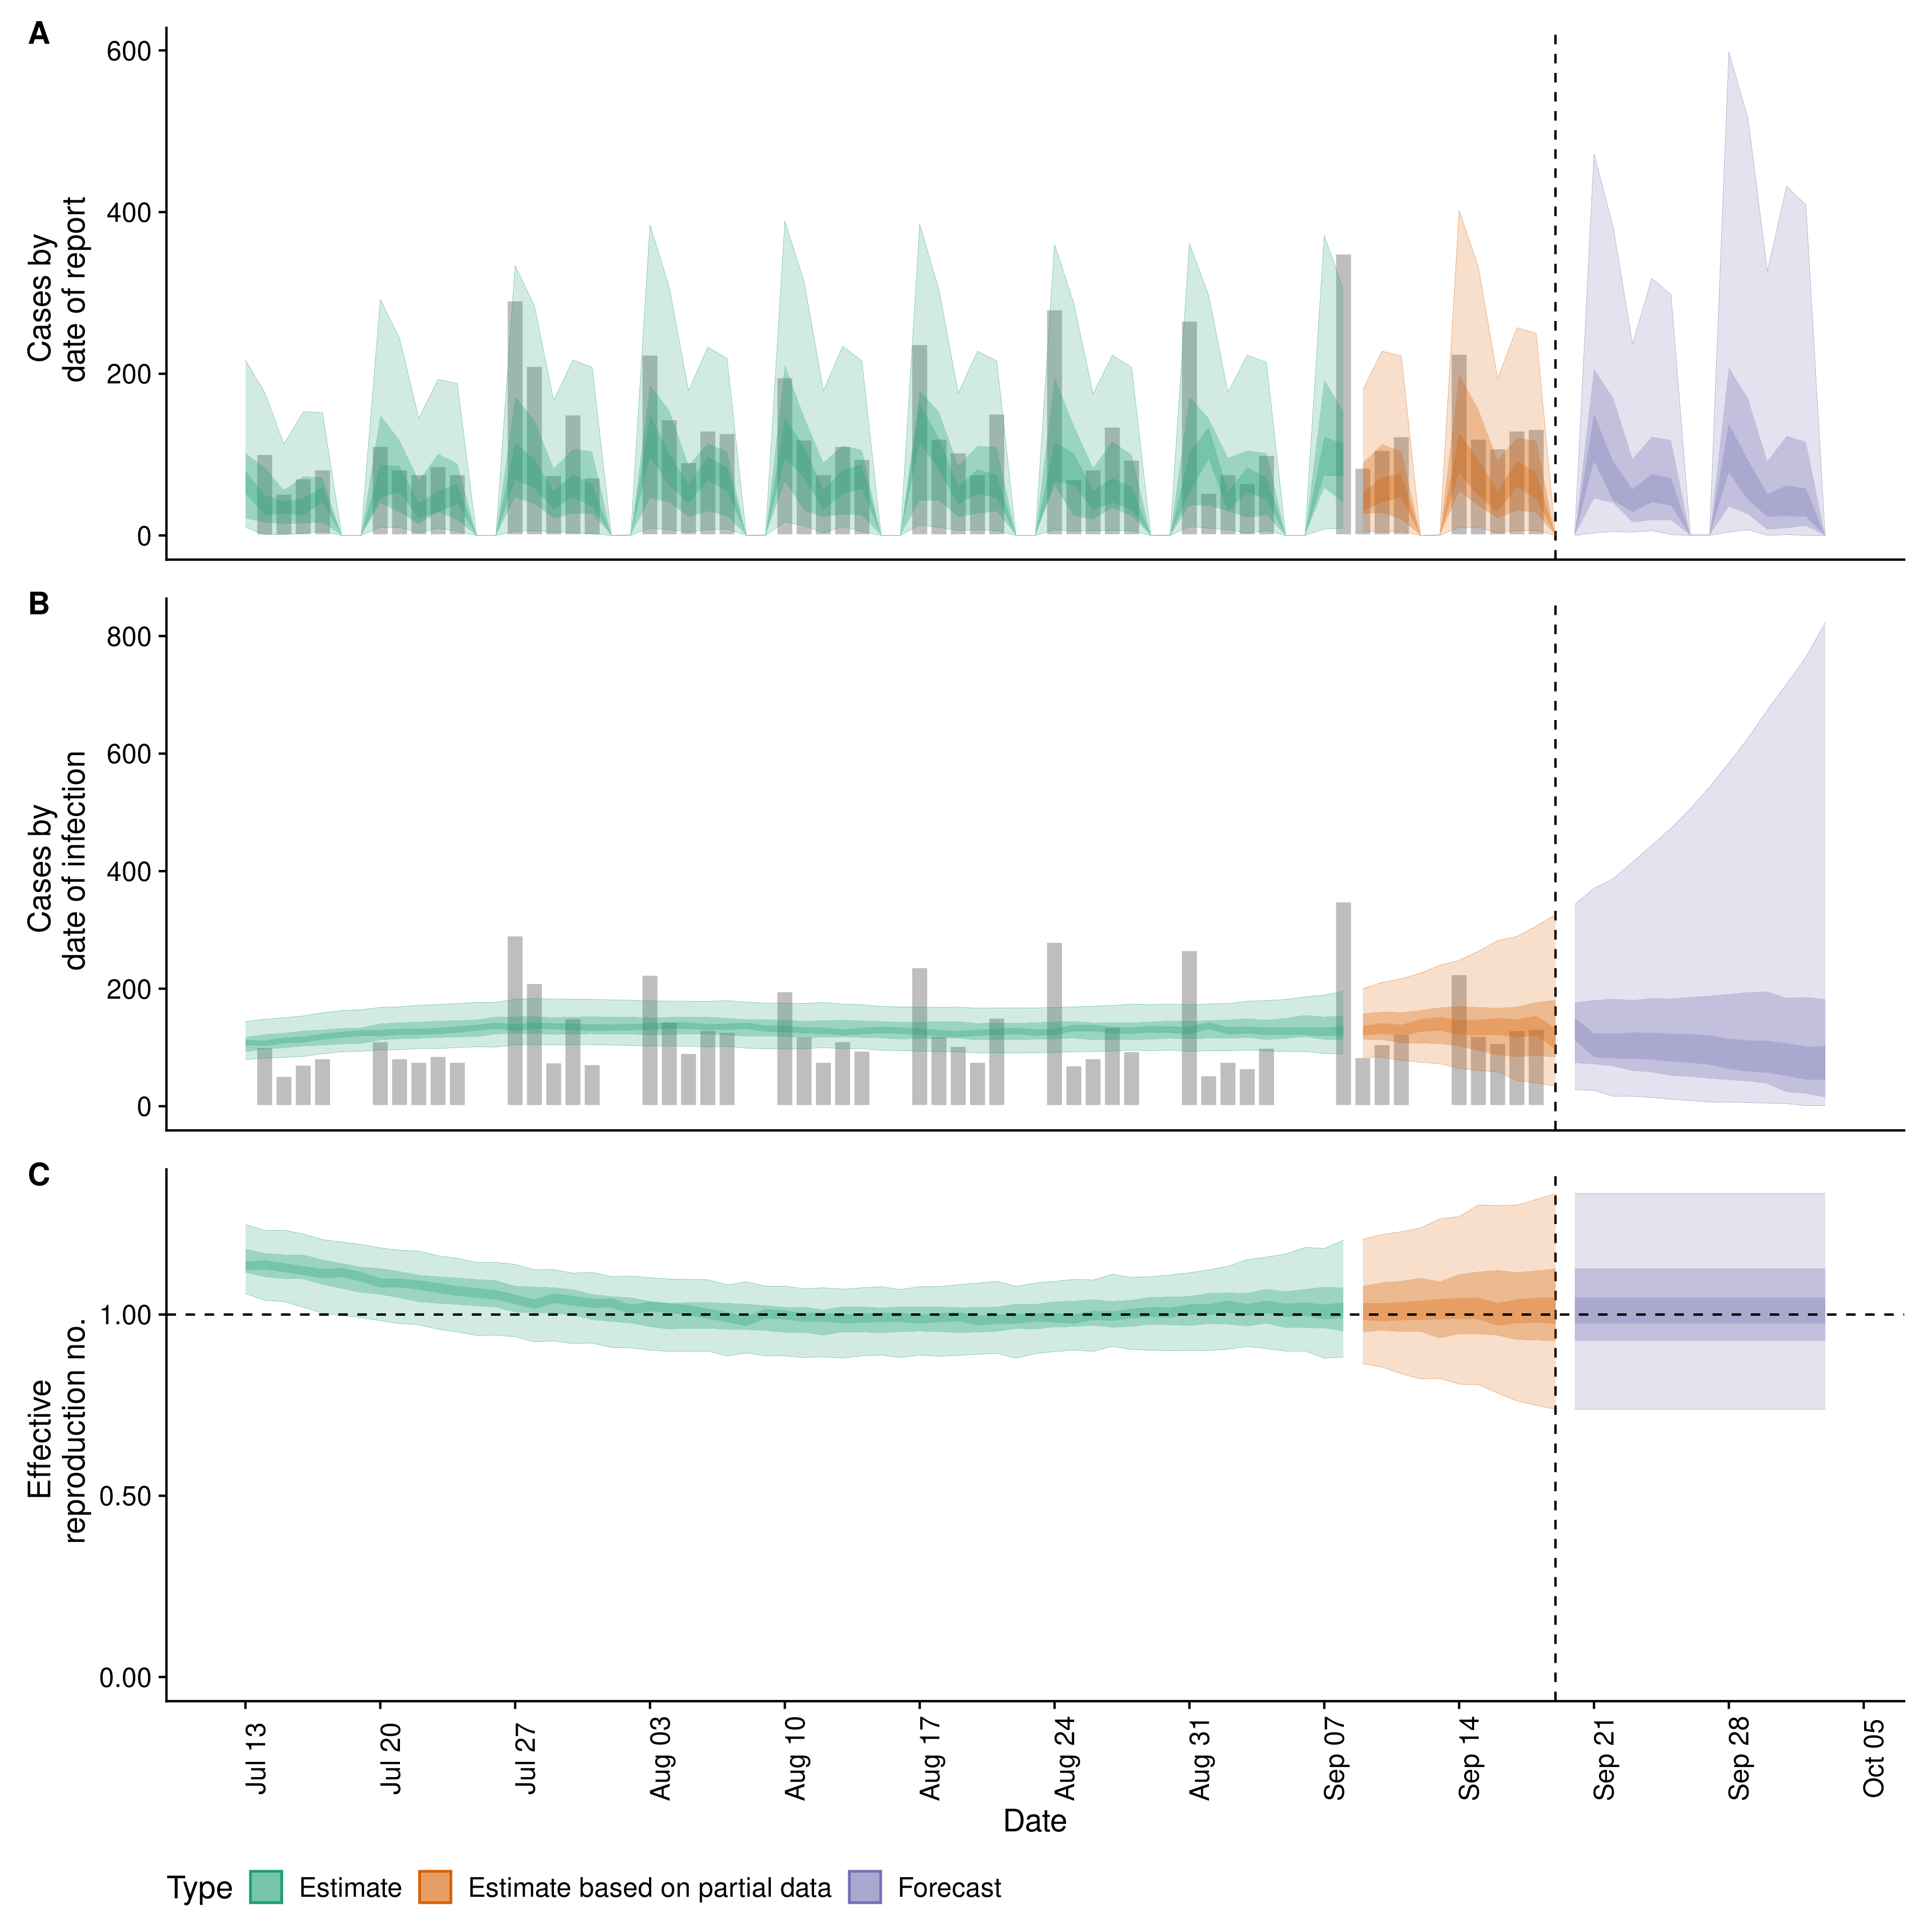 A
Cases by
date of report
600
400
200
0
B
Cases by
date of infection
800
600
400
200
0
C
Effective
reproduction no.
1.00
0.50
0.00
Jul 13
Jul 20
Jul 27
Aug 03
Aug 10
Aug 17
Aug 24
Aug 31
Sep 07
Sep 14
Sep 21
Sep 28
Oct 05
Date
Type
Estimate
Estimate based on partial data
Forecast